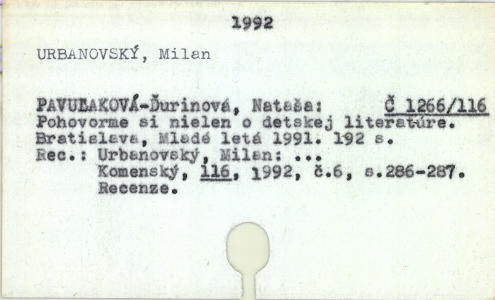 1992
URBANOVSKÝ, Milan
PAVUĽAKOVÁ-Ďurinová, Nataša: Č 1266/116
Pohovorme si nielen o detskej literatúre.
Bratislava, Mladé letá 1991. 192 s.
Rec.: Urbanovský, Milan: ...
Komenský, 116, 1992, č.6, s.286-287.
Recenze.